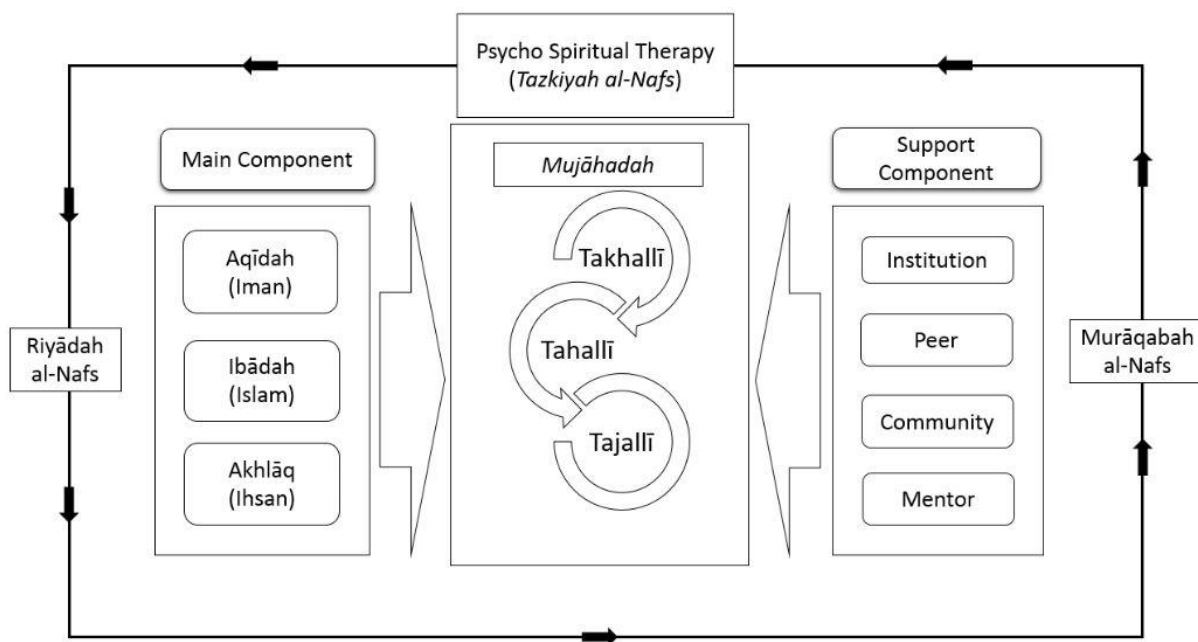 Psycho Spiritual Therapy
(Tazkiyah al-Nafs)
Main Component
Mujāhadah
Support
Component
Aqīdah
(Iman)
Ibādah
(Islam)
Akhlāq
(Ihsan)
Takhallī
Tahallī
Tajallī
Institution
Peer
Community
Mentor
Riyādah
al-Nafs
Murāqabah
al-Nafs